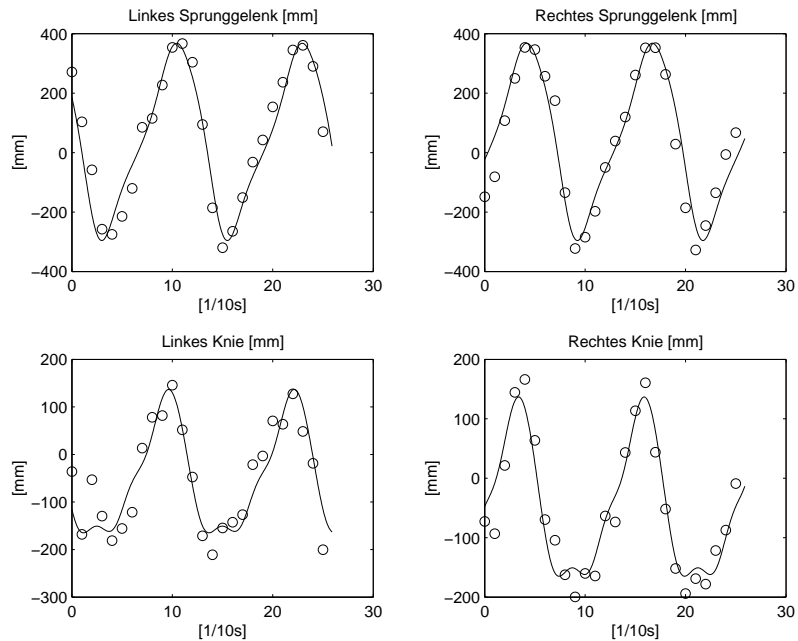 Linkes Sprunggelenk [mm]
400
200
0
−200
−400
[mm]
0 10 20 30
[1/10s]
Rechtes Sprunggelenk [mm]
400
200
0
−200
−400
[mm]
0 10 20 30
[1/10s]
Linkes Knie [mm]
200
100
0
−100
−200
−300
[mm]
0 10 20 30
[1/10s]
Rechtes Knie [mm]
200
100
0
−100
−200
[mm]
0 10 20 30
[1/10s]